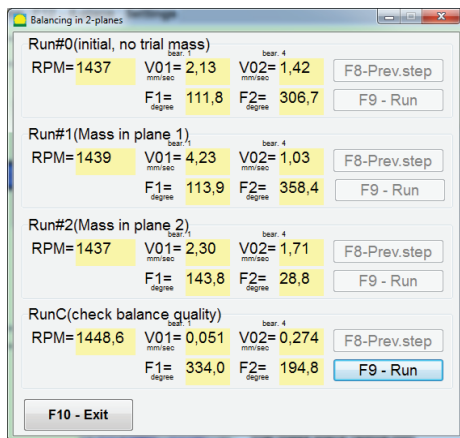 Balancing in 2-planes
Run#0(initial, no trial mass)
bear. 1 bear. 4
RPM= 1437 V01= 2,13 V02= 1,42 F8-Prev.step
mm/sec mm/sec
F1= 111,8 F2= 306,7 F9 - Run
degree degree
Run#1(Mass in plane 1)
bear. 1 bear. 4
RPM= 1439 V01= 4,23 V02= 1,03 F8-Prev.step
mm/sec mm/sec
F1= 113,9 F2= 358,4 F9 - Run
degree degree
Run#2(Mass in plane 2)
bear. 1 bear. 4
RPM= 1437 V01= 2,30 V02= 1,71 F8-Prev.step
mm/sec mm/sec
F1= 143,8 F2= 28,8 F9 - Run
degree degree
RunC(check balance quality)
bear. 1 bear. 4
RPM= 1448,6 V01= 0,051 V02= 0,274 F8-Prev.step
mm/sec mm/sec
F1= 334,0 F2= 194,8 F9 - Run
degree degree
F10 - Exit